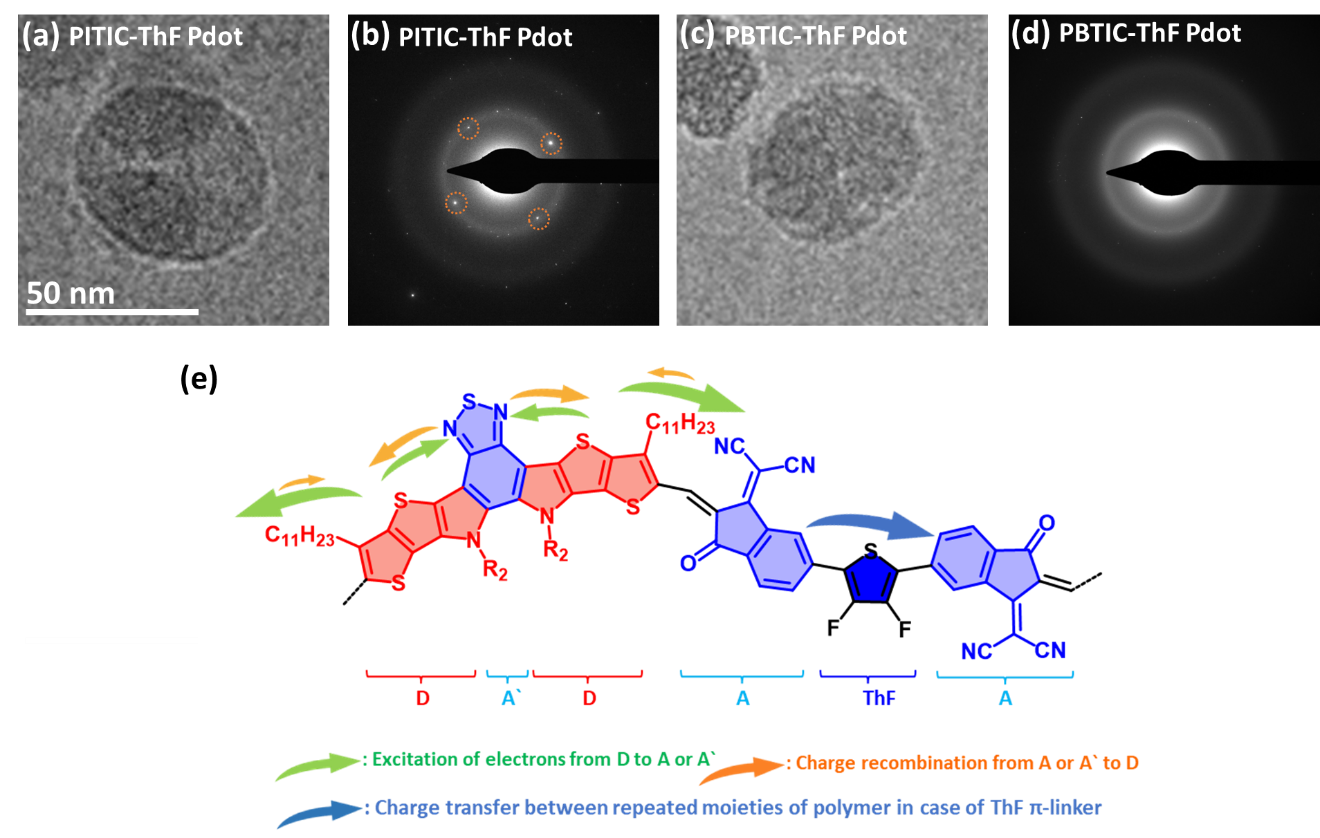 (a) PITIC-ThF Pdot
(b) PITIC-ThF Pdot
(c) PBTIC-ThF Pdot
(d) PBTIC-ThF Pdot
50 nm
(e)
S
N
N
C₁₁H₂₃
S
NC
CN
S
S
N
R₂
C₁₁H₂₃
N
R₂
S
O
S
O
F
F
NC
CN
D
A`
D
A
ThF
A
: Excitation of electrons from D to A or A`
: Charge recombination from A or A` to D
: Charge transfer between repeated moieties of polymer in case of ThF π-linker